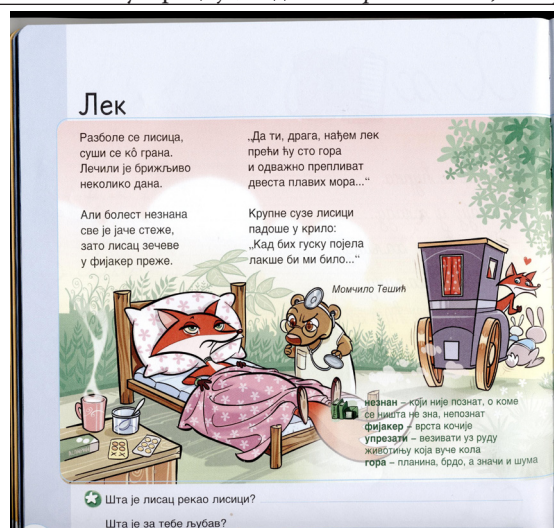 Лек
Разболе се лисица,
суши се кô грана.
Лечили је брижљиво
неколико дана.
Али болест незнана
све је јаче стеже,
зато лисац зечеве
у фијакер преже.
„Да ти, драга, нађем лек
прећи ћу сто гора
и одважно препливат
двеста плавих мора...“
Крупне сузе лисици
падоше у крило:
„Кад бих гуску појела
лакше би ми било...“
Момчило Тешић
незнан – који није познат, о коме
се ништа не зна, непознат
фијакер – врста кочије
упрезати – везивати уз руду
животињу која вуче кола
гора – планина, брдо, а значи и шума
Шта је лисац рекао лисици?
Шта је за тебе љубав?